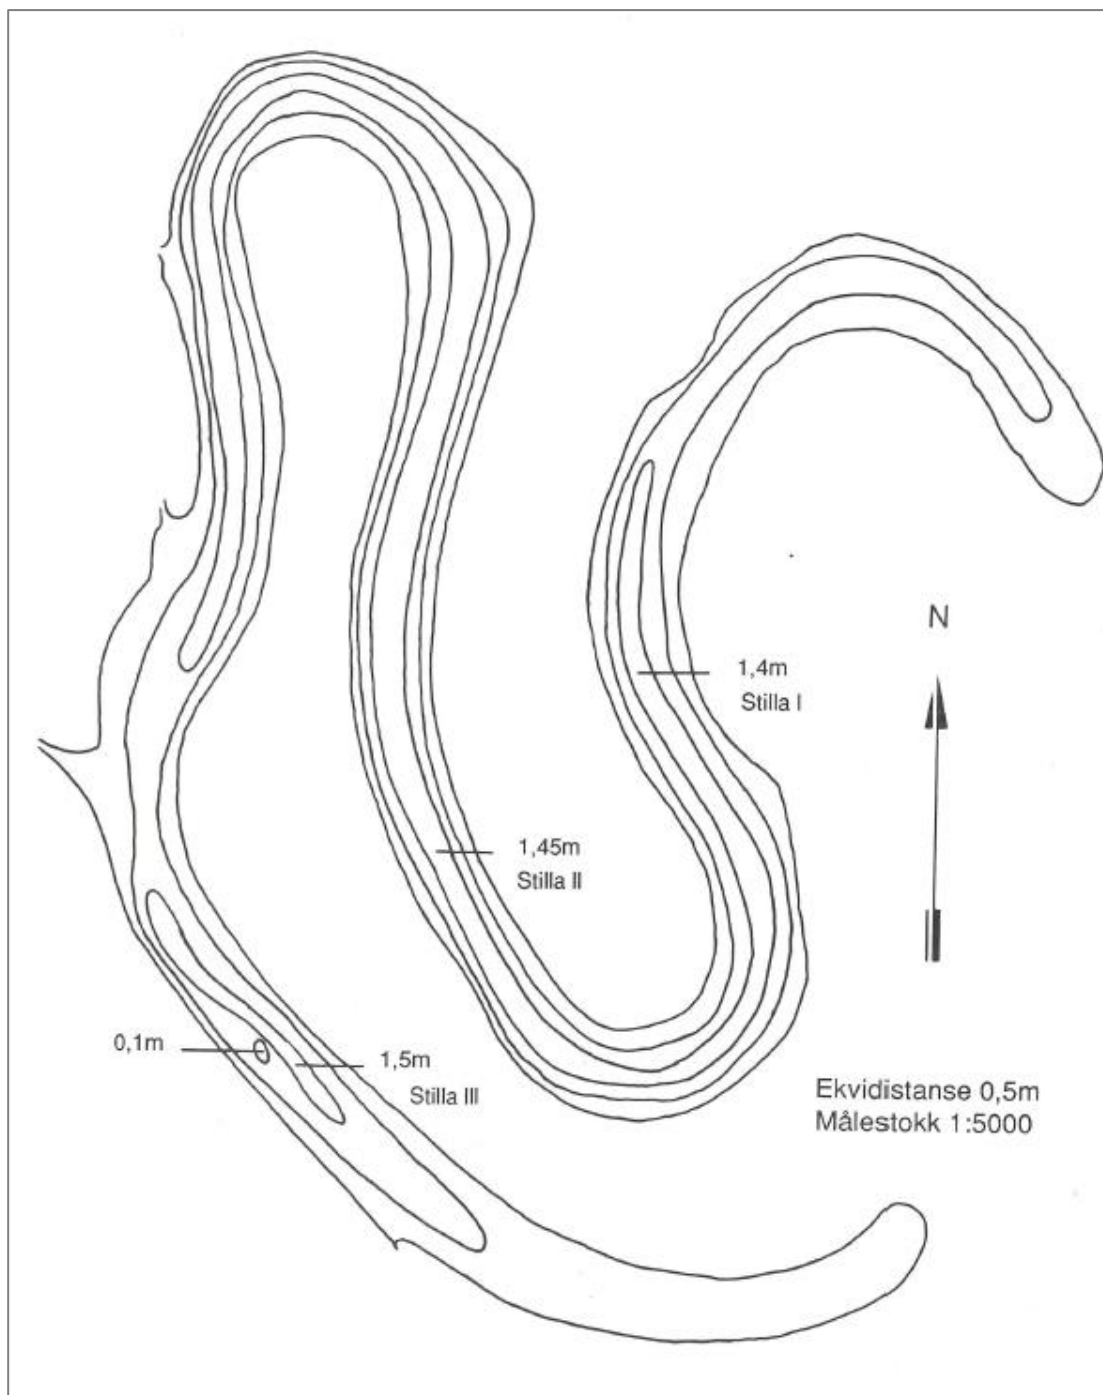 N
1,4m
Stilla I
1,45m
Stilla II
0,1m
1,5m
Stilla III
Ekvidistanse 0,5m
Målestokk 1:5000